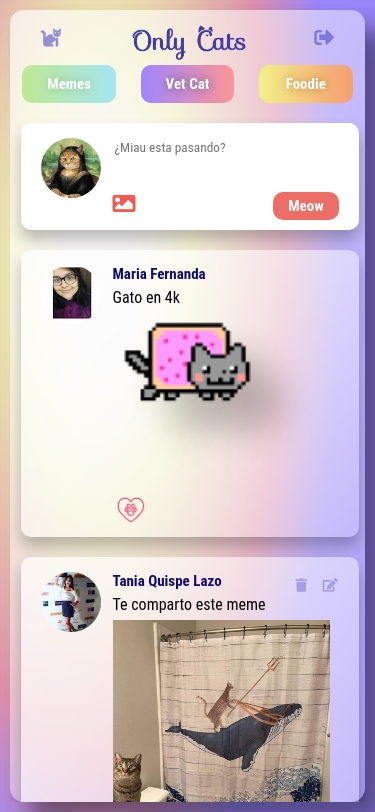 Only Cats
Memes
Vet Cat
Foodie
¿Miau esta pasando?
Meow
Maria Fernanda
Gato en 4k
Tania Quispe Lazo
Te comparto este meme